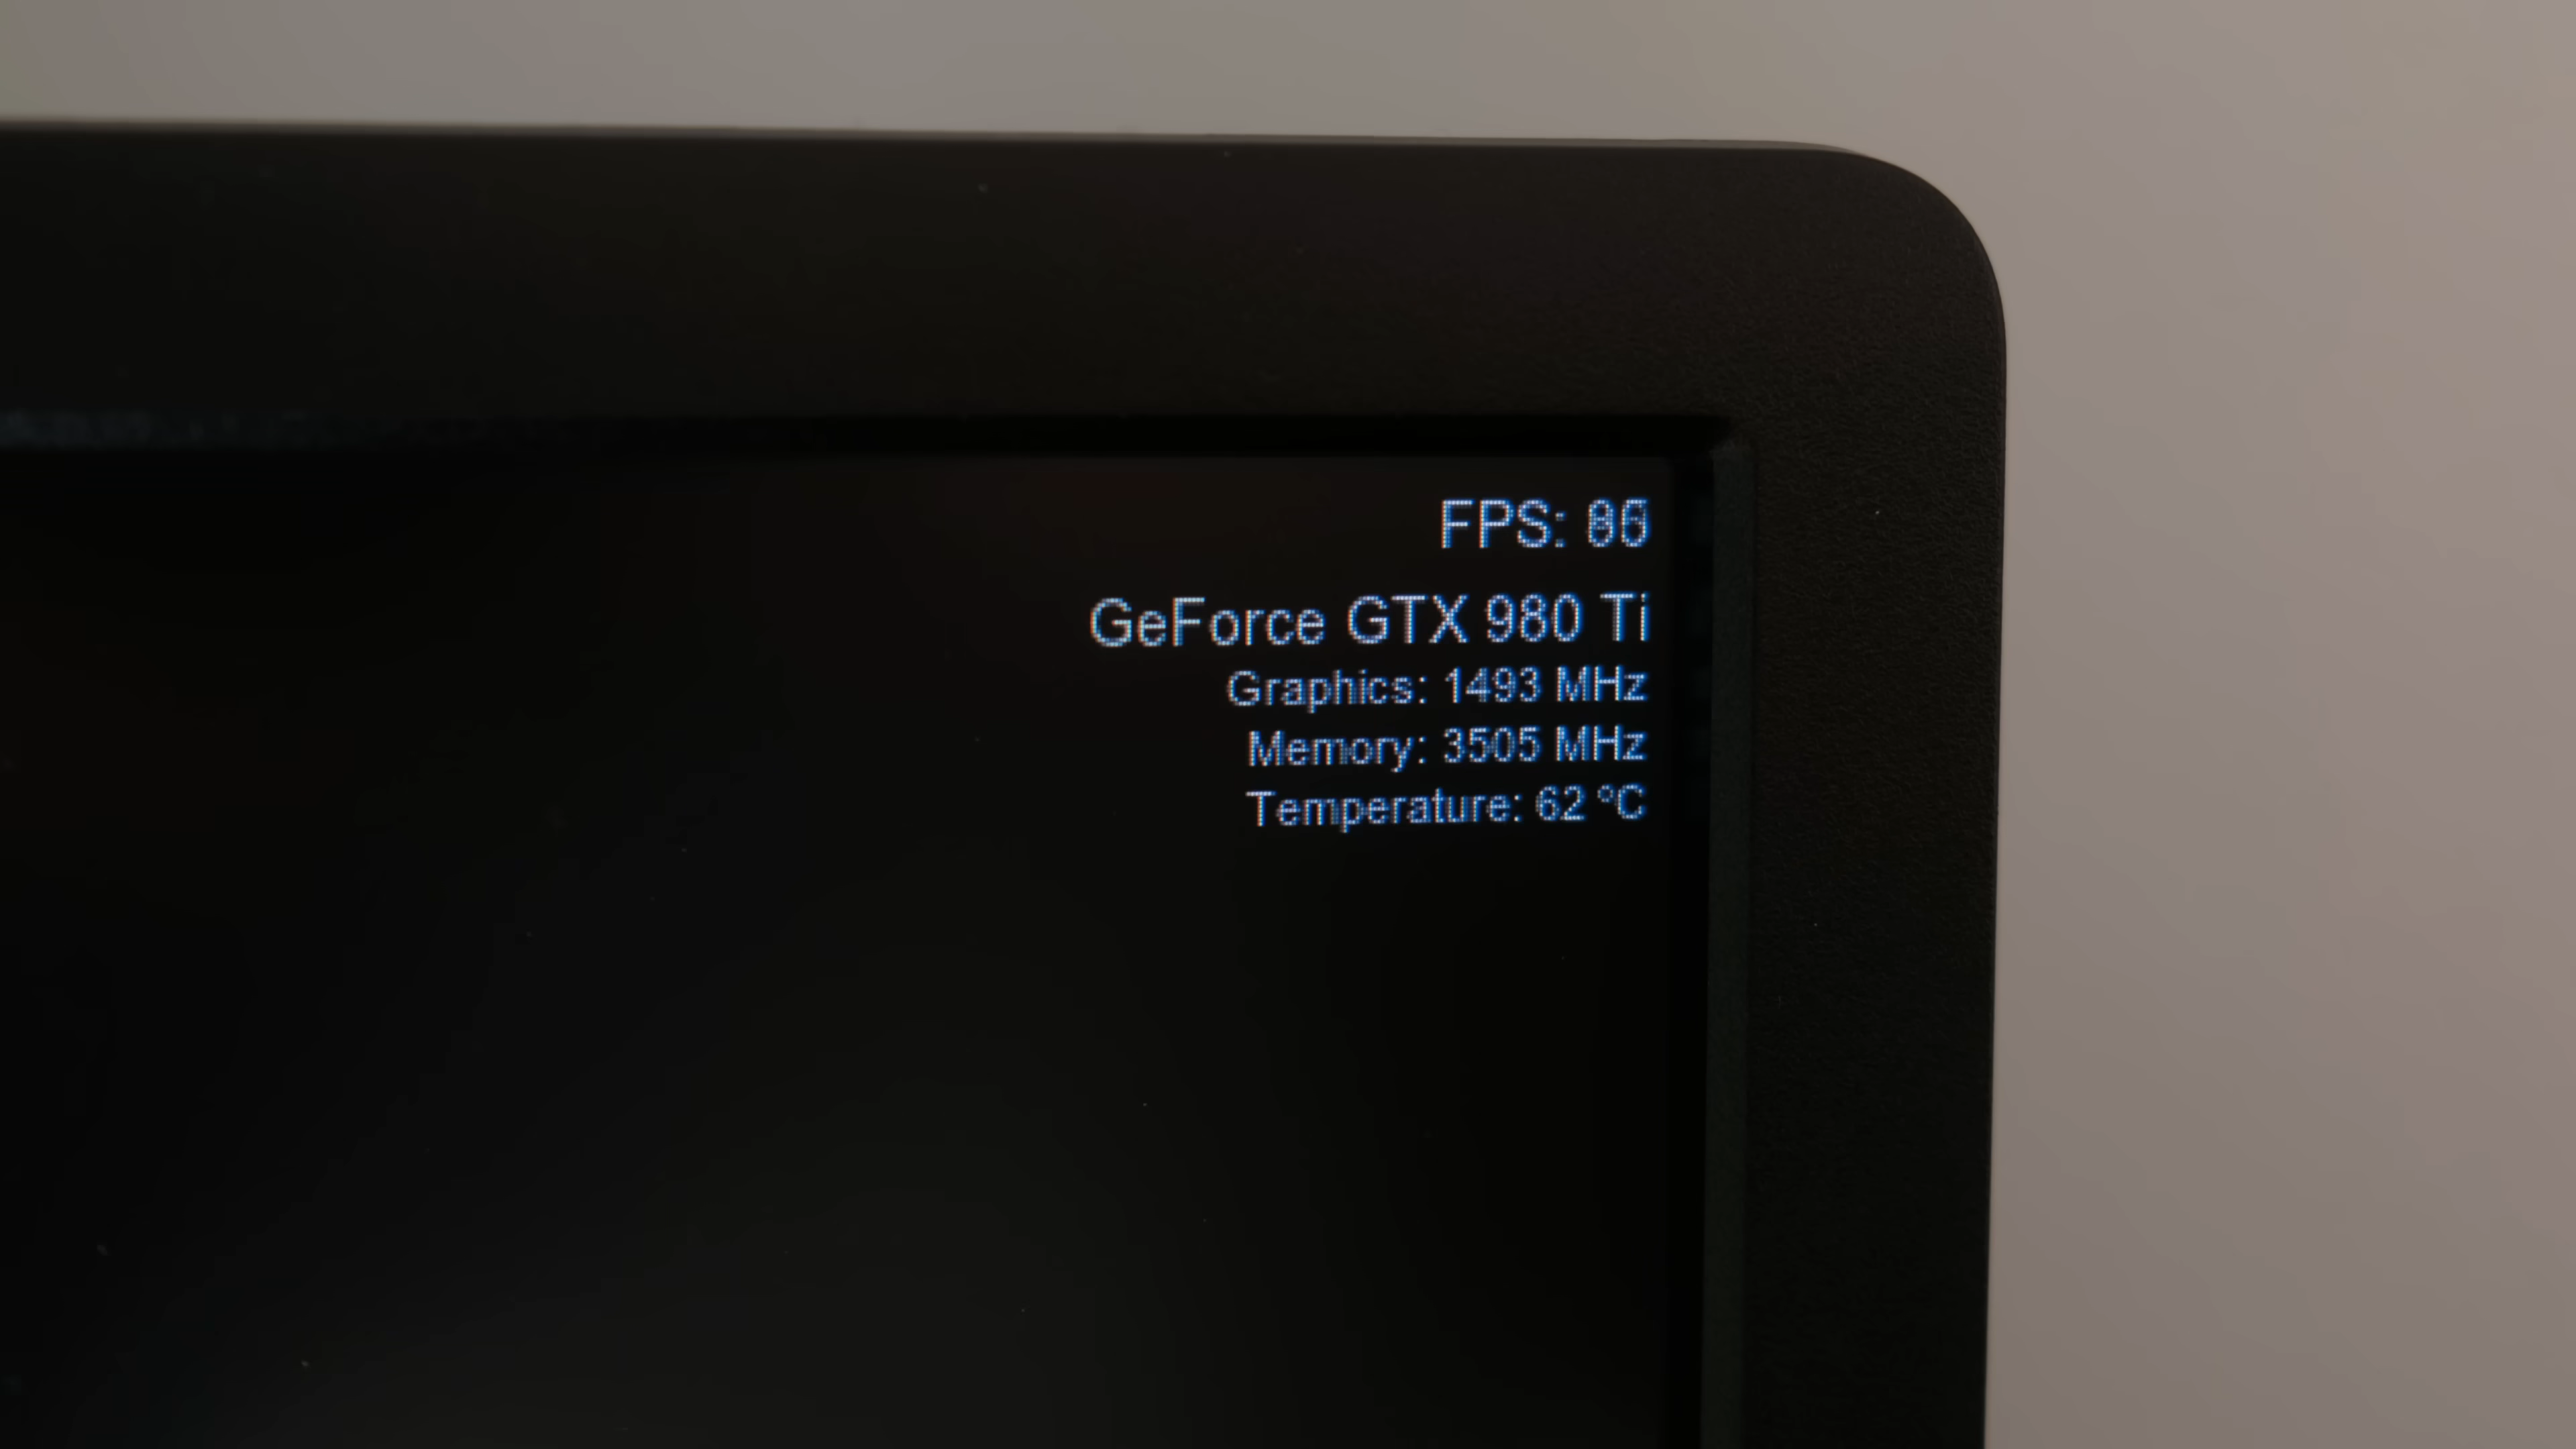 FPS:
GeForce GTX 980 Ti
Graphics: 1493 MHz
Memory: 3505 MHz
Temperature: 62 °C